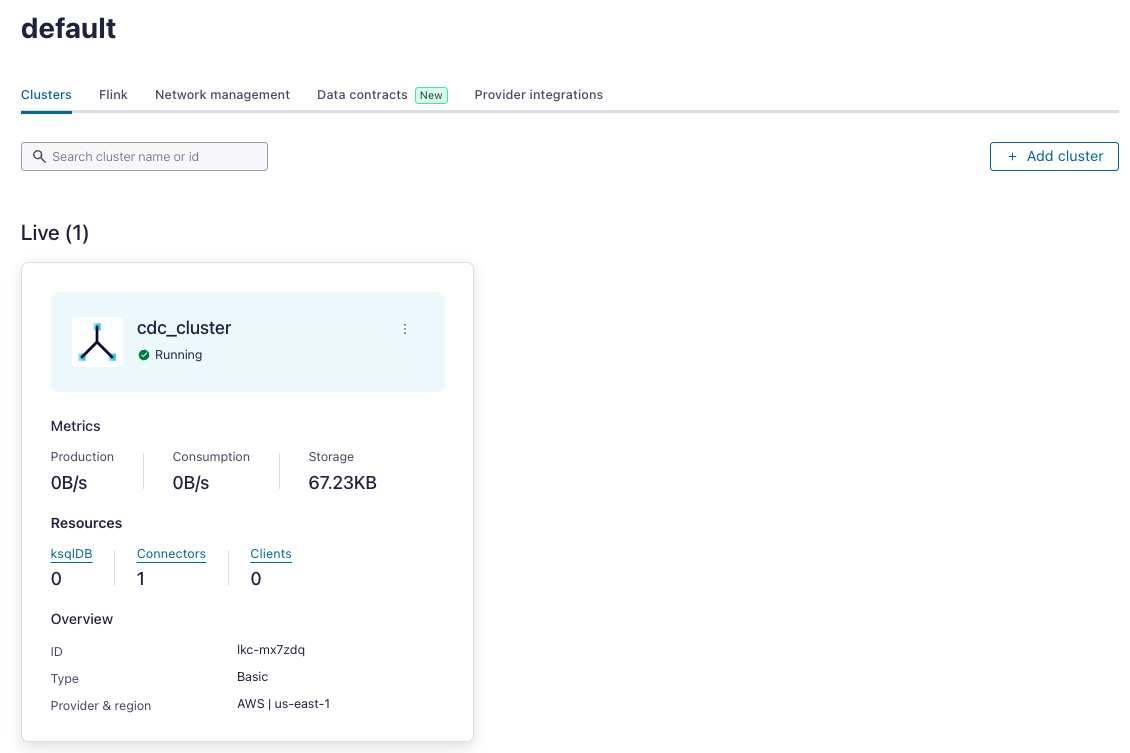 default
Clusters Flink Network management Data contracts New Provider integrations
Search cluster name or id + Add cluster
Live (1)
cdc_cluster
Running
Metrics
Production Consumption Storage
0B/s 0B/s 67.23KB
Resources
ksqlDB Connectors Clients
0 1 0
Overview
ID lkc-mx7zdq
Type Basic
Provider & region AWS | us-east-1